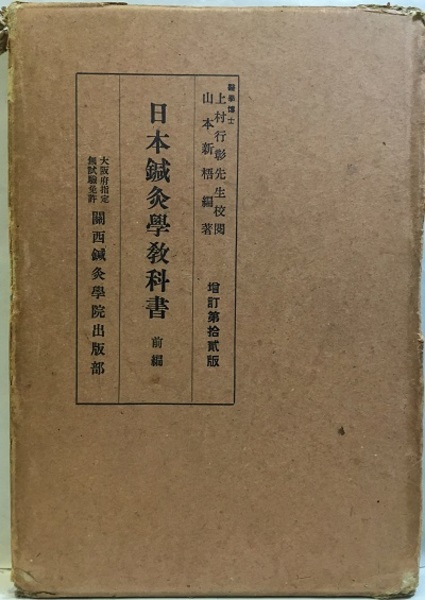 醫學博士
上村行彰先生校閲
山本新梧編著
增訂第拾貳版
日本鍼灸學教科書
前編
大阪府指定
無試驗免許
關西鍼灸學院出版部